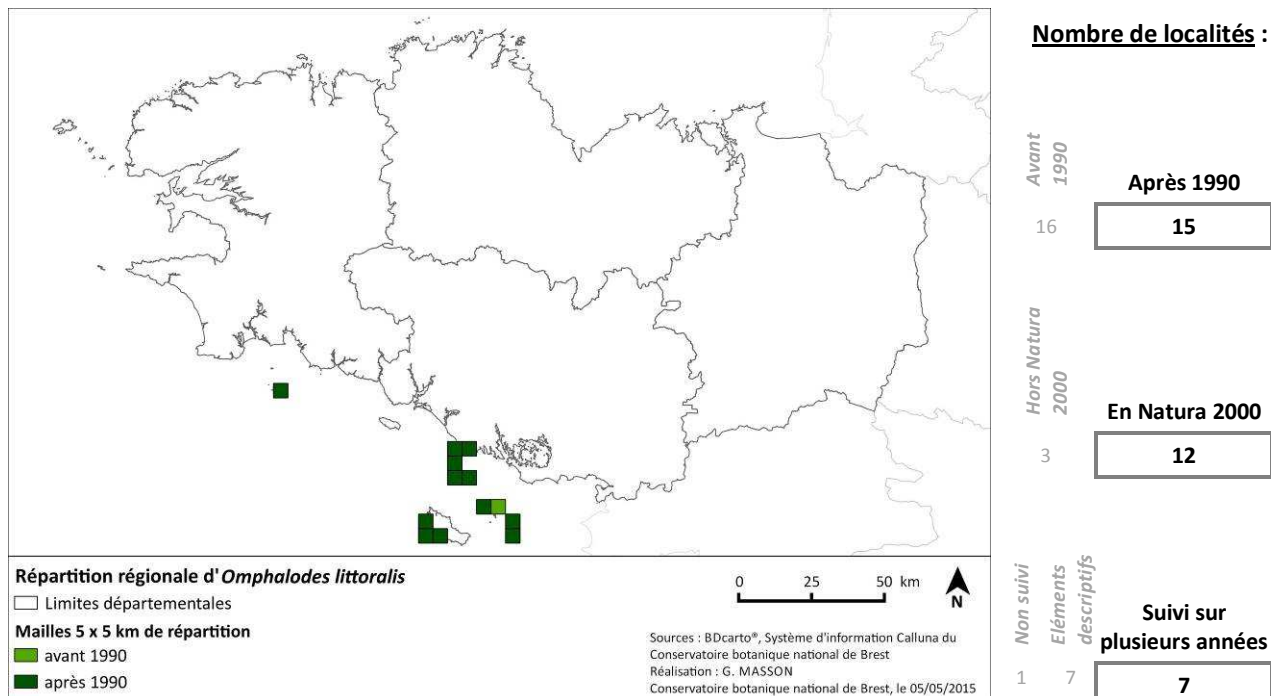 Répartition régionale d'Omphalodes littoralis
Limites départementales
Mailles 5 x 5 km de répartition
avant 1990
après 1990
0 25 50 km
N
Sources : BDcarto®, Système d'information Calluna du
Conservatoire botanique national de Brest
Réalisation : G. MASSON
Conservatoire botanique national de Brest, le 05/05/2015
Nombre de localités :
Avant
1990
16
Après 1990
15
Hors Natura
2000
3
En Natura 2000
12
Non suivi
1
Eléments
descriptifs
7
Suivi sur
plusieurs années
7